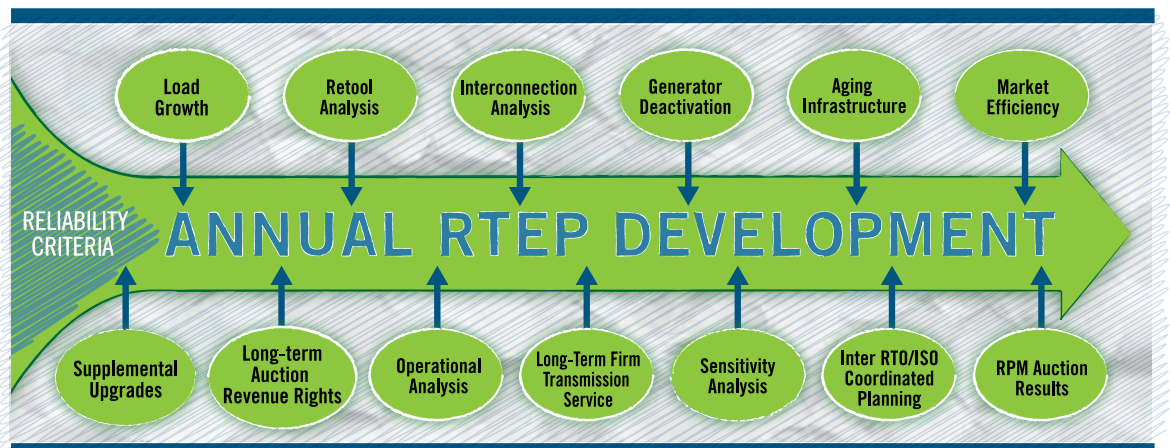 Load
Growth
Retool
Analysis
Interconnection
Analysis
Generator
Deactivation
Aging
Infrastructure
Market
Efficiency
RELIABILITY
CRITERIA
ANNUAL RTEP DEVELOPMENT
Supplemental
Upgrades
Long-term
Auction
Revenue Rights
Operational
Analysis
Long-Term Firm
Transmission
Service
Sensitivity
Analysis
Inter RTO/ISO
Coordinated
Planning
RPM Auction
Results